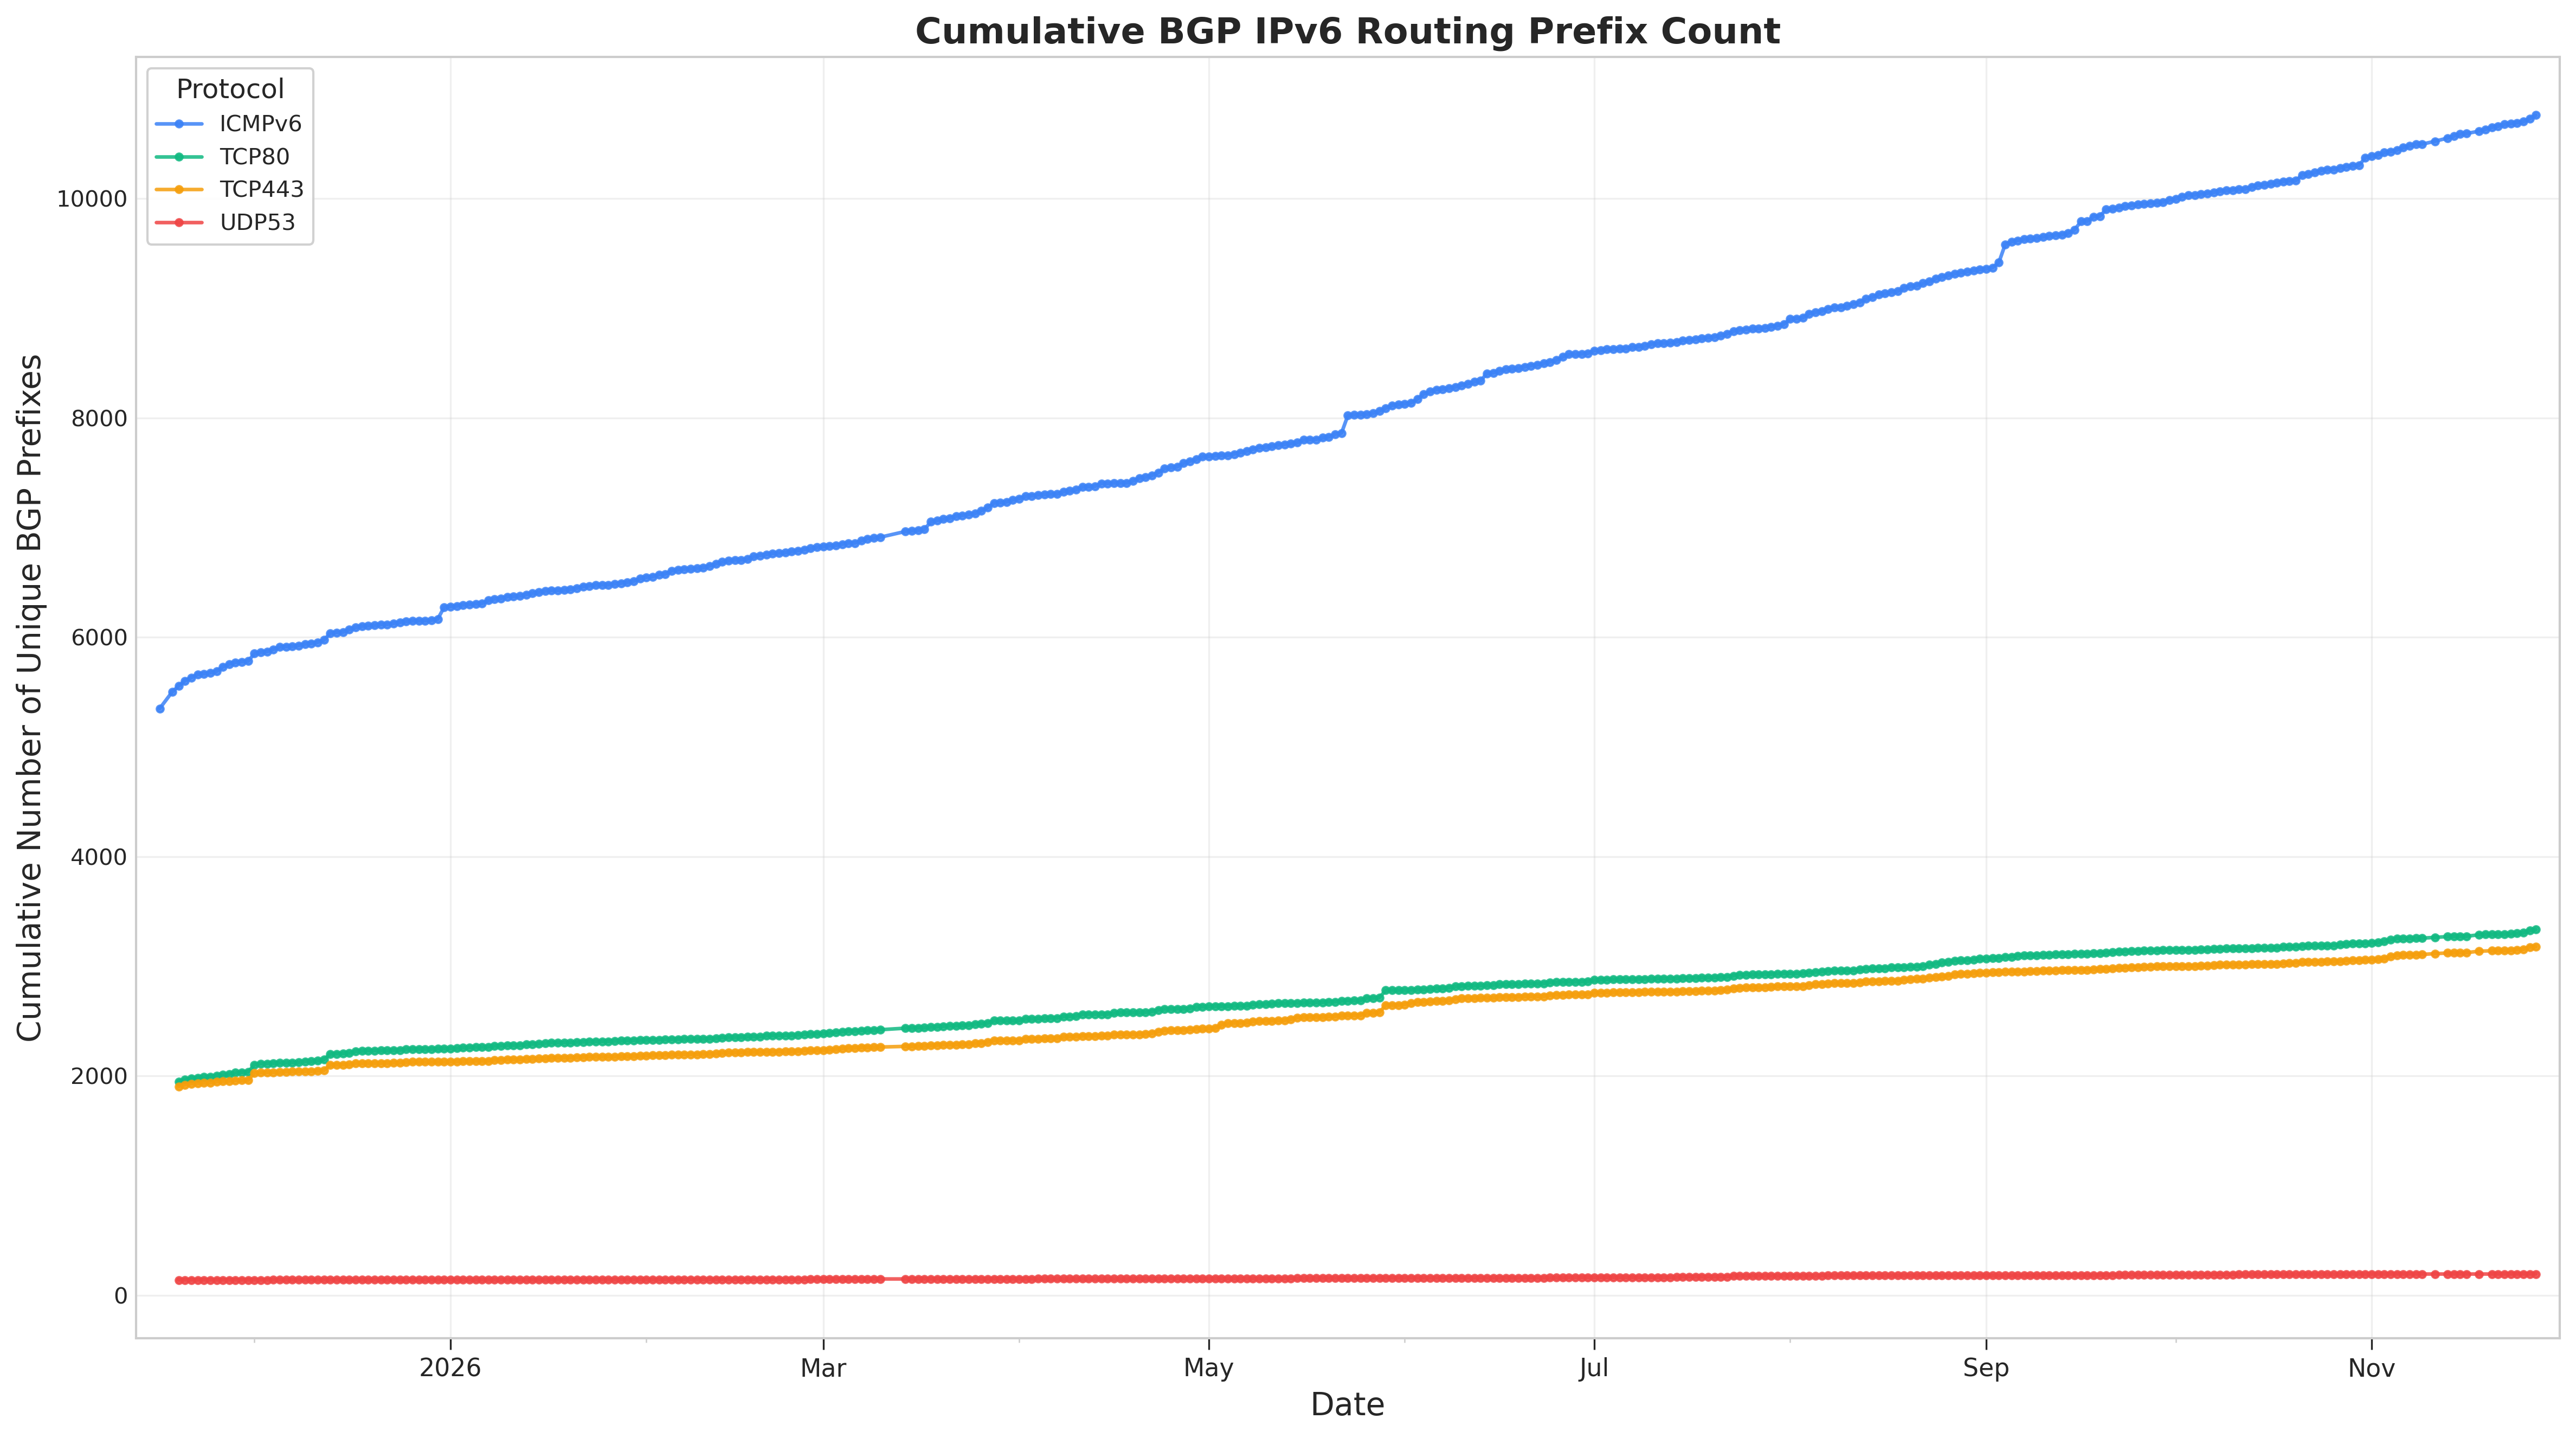 Cumulative BGP IPv6 Routing Prefix Count
Protocol
ICMPv6
TCP80
TCP443
UDP53
Cumulative Number of Unique BGP Prefixes
10000
8000
6000
4000
2000
0
2026
Mar
May
Jul
Sep
Nov
Date